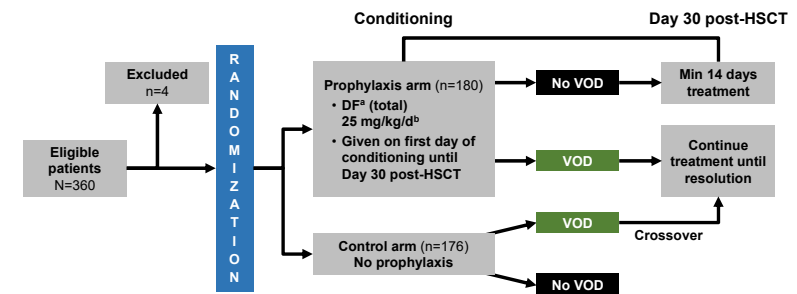 Conditioning
Day 30 post-HSCT
Excluded
n=4
Eligible
patients
N=360
RANDOMIZATION
Prophylaxis arm (n=180)
• DFᵃ (total)
25 mg/kg/dᵇ
• Given on first day of
conditioning until
Day 30 post-HSCT
No VOD
Min 14 days
treatment
VOD
Continue
treatment until
resolution
Control arm (n=176)
No prophylaxis
VOD
Crossover
No VOD